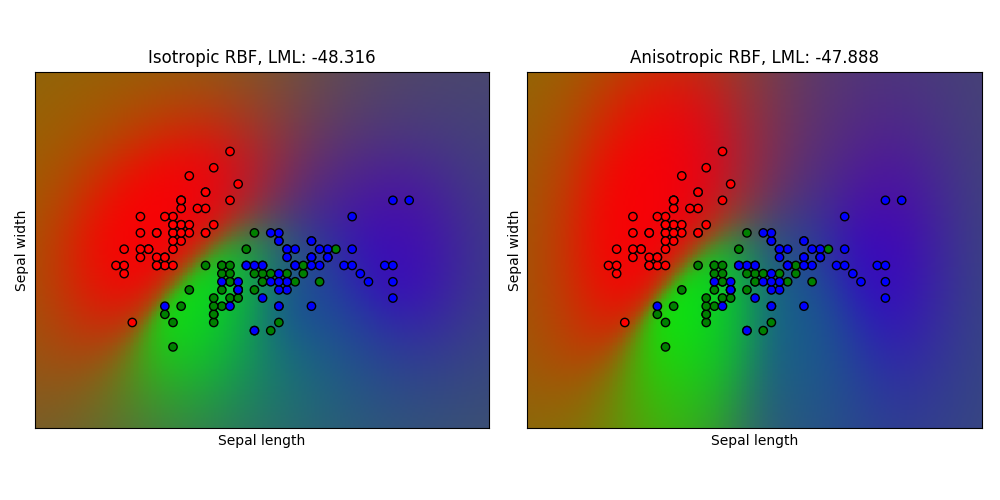 Isotropic RBF, LML: -48.316
Sepal width
Sepal length
Anisotropic RBF, LML: -47.888
Sepal width
Sepal length